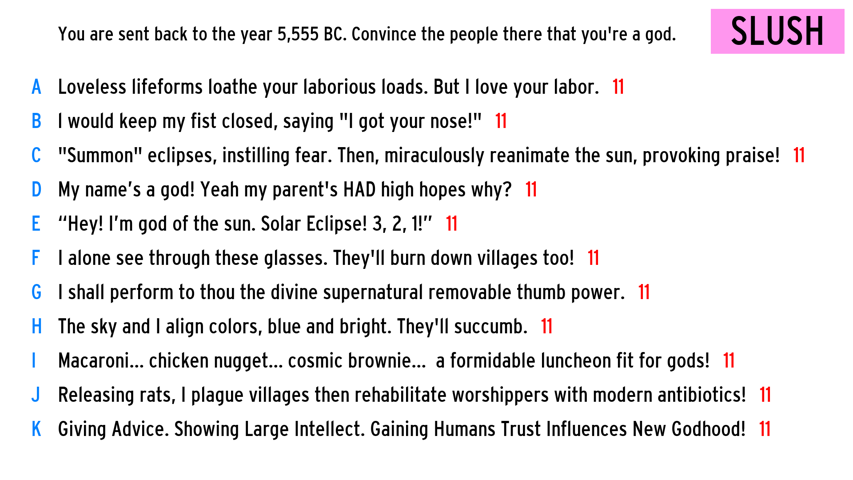 You are sent back to the year 5,555 BC. Convince the people there that you're a god.
SLUSH
A Loveless lifeforms loathe your laborious loads. But I love your labor. 11
B I would keep my fist closed, saying "I got your nose!" 11
C "Summon" eclipses, instilling fear. Then, miraculously reanimate the sun, provoking praise! 11
D My name’s a god! Yeah my parent's HAD high hopes why? 11
E “Hey! I’m god of the sun. Solar Eclipse! 3, 2, 1!” 11
F I alone see through these glasses. They'll burn down villages too! 11
G I shall perform to thou the divine supernatural removable thumb power. 11
H The sky and I align colors, blue and bright. They'll succumb. 11
I Macaroni... chicken nugget... cosmic brownie... a formidable luncheon fit for gods! 11
J Releasing rats, I plague villages then rehabilitate worshippers with modern antibiotics! 11
K Giving Advice. Showing Large Intellect. Gaining Humans Trust Influences New Godhood! 11